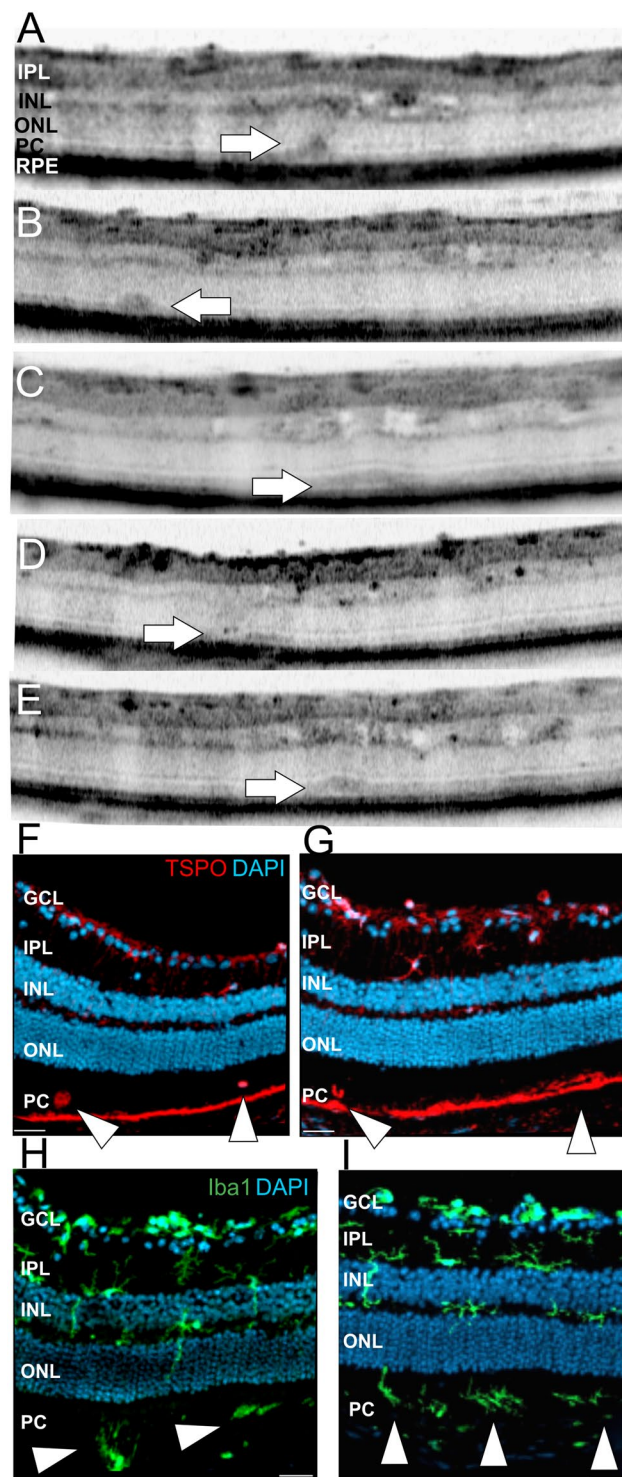 A
IPL
INL
ONL
PC
RPE
B
C
D
E
F
TSPO DAPI
GCL
IPL
INL
ONL
PC
G
GCL
IPL
INL
ONL
PC
H
Iba1 DAPI
GCL
IPL
INL
ONL
PC
I
GCL
IPL
INL
ONL
PC